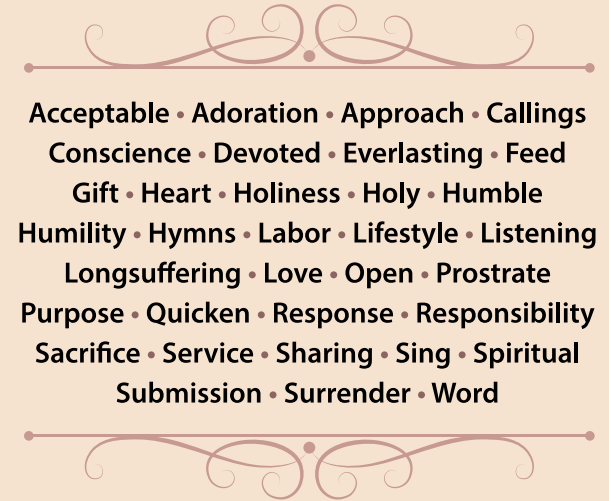 Acceptable • Adoration • Approach • Callings
Conscience • Devoted • Everlasting • Feed
Gift • Heart • Holiness • Holy • Humble
Humility • Hymns • Labor • Lifestyle • Listening
Longsuffering • Love • Open • Prostrate
Purpose • Quicken • Response • Responsibility
Sacrifice • Service • Sharing • Sing • Spiritual
Submission • Surrender • Word